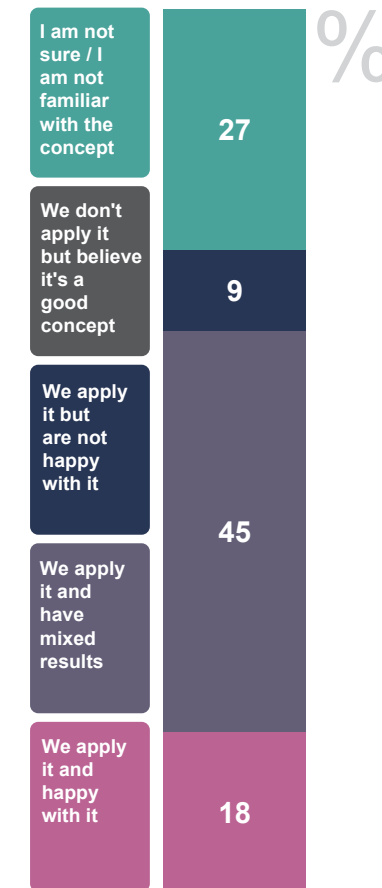 I am not
sure / I
am not
familiar
with the
concept
%
27
We don't
apply it
but believe
it's a
good
concept
9
We apply
it but
are not
happy
with it
45
We apply
it and
have
mixed
results
We apply
it and
happy
with it
18